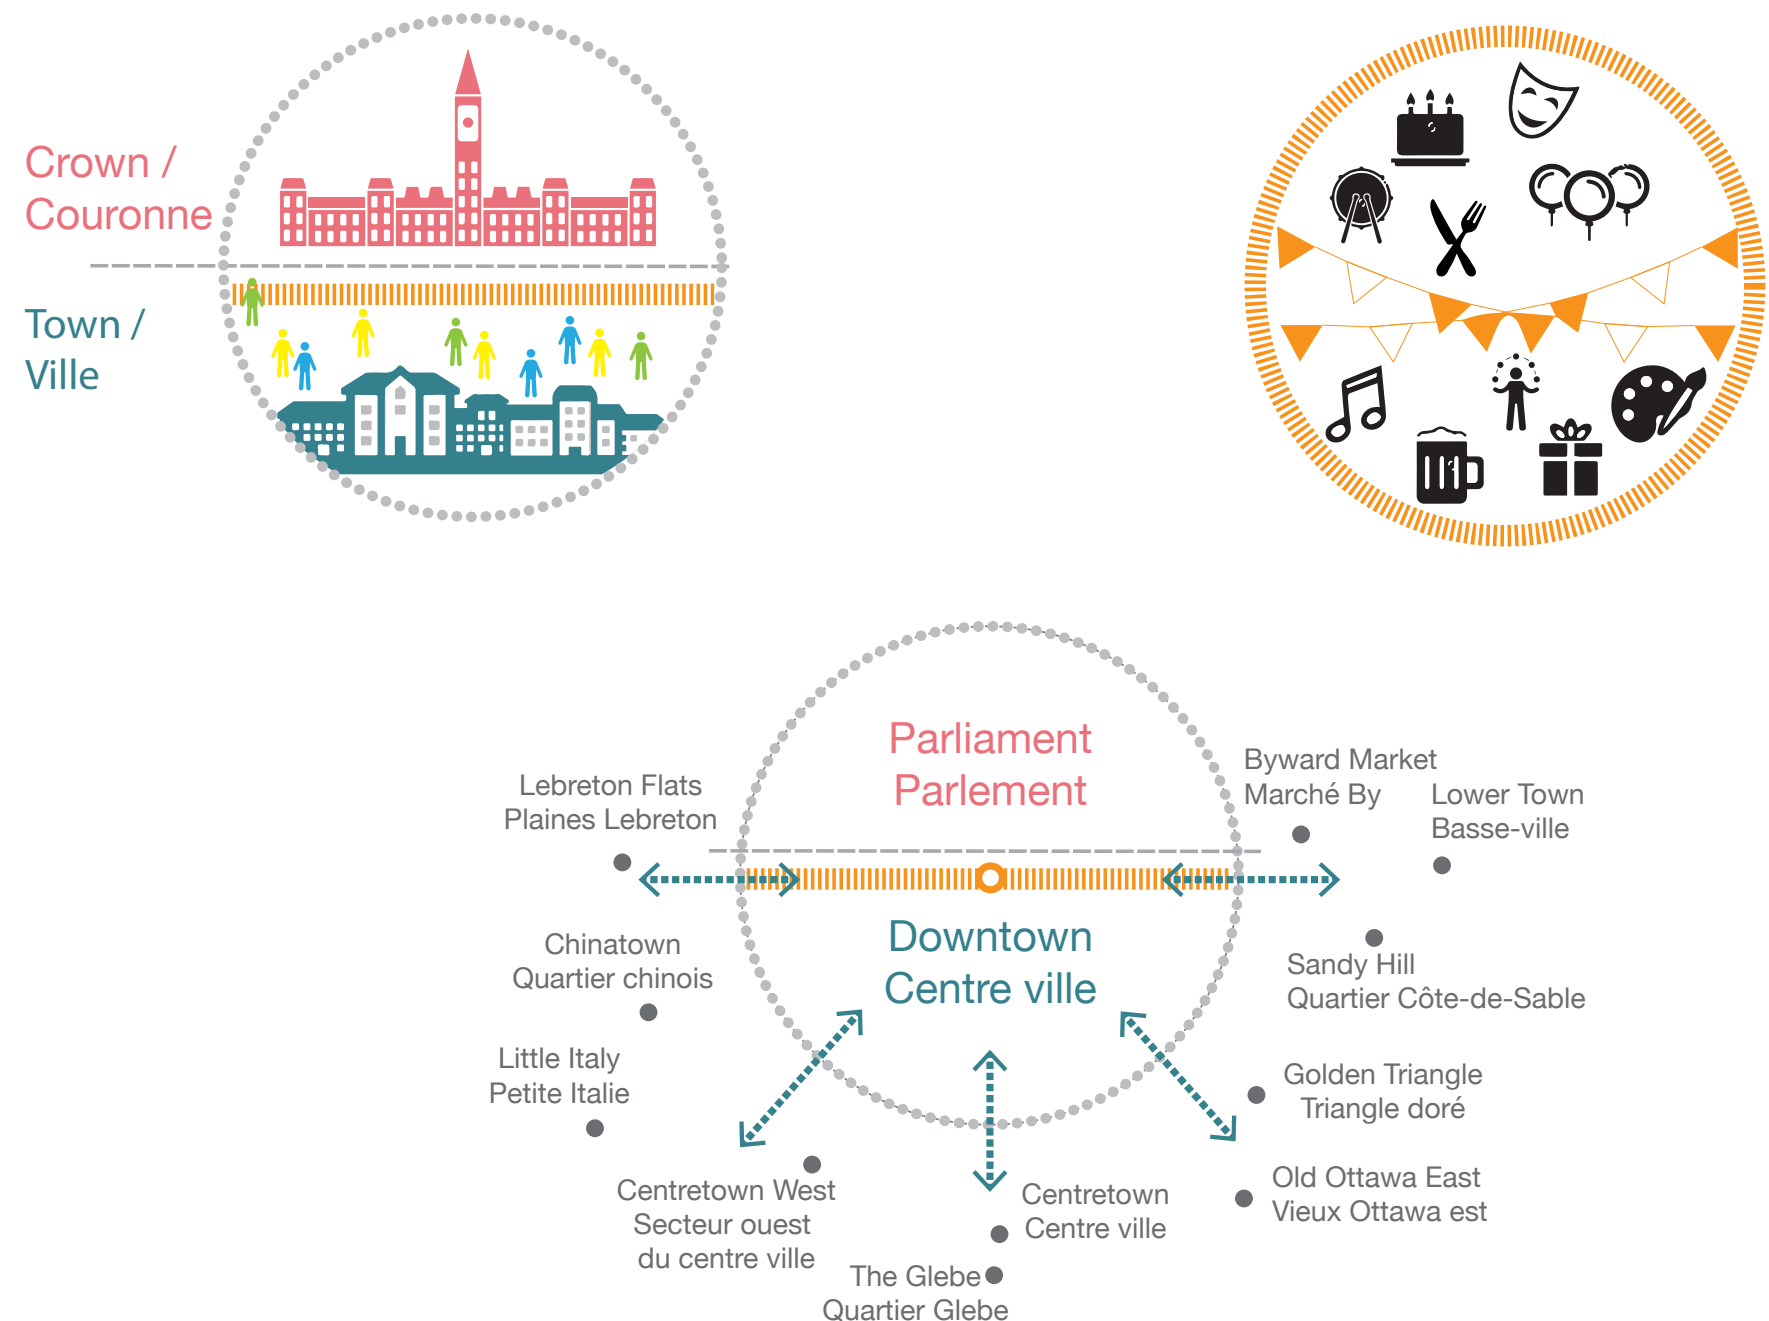 Crown /
Couronne
Town /
Ville
Parliament
Parlement
Byward Market
Marché By
Lower Town
Basse-ville
Lebreton Flats
Plaines Lebreton
Downtown
Centre ville
Chinatown
Quartier chinois
Sandy Hill
Quartier Côte-de-Sable
Little Italy
Petite Italie
Golden Triangle
Triangle doré
Centretown West
Secteur ouest
du centre ville
Centretown
Centre ville
Old Ottawa East
Vieux Ottawa est
The Glebe
Quartier Glebe